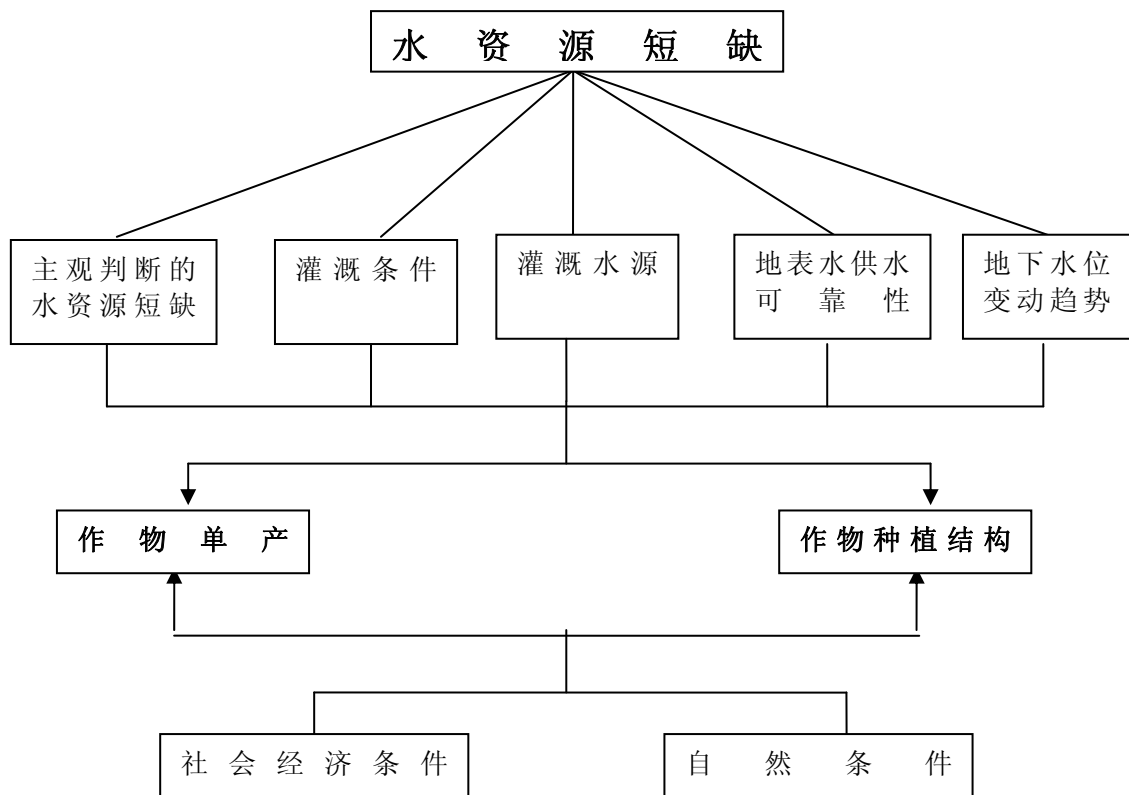 水资源短缺
主观判断的
水资源短缺
灌溉条件
灌溉水源
地表水供水
可靠性
地下水位
变动趋势
作物单产
作物种植结构
社会经济条件
自然条件